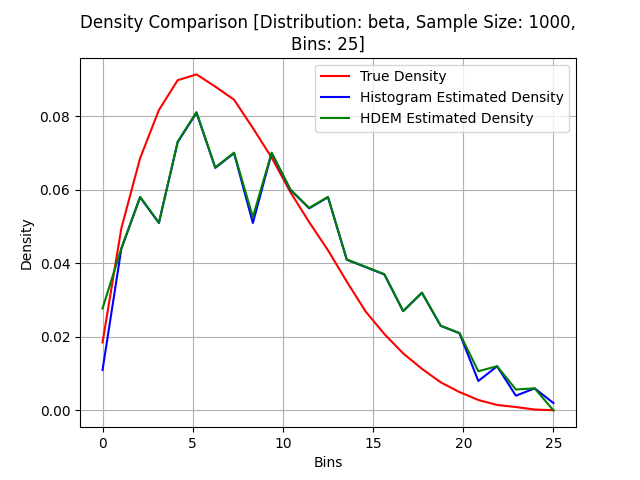 Density Comparison [Distribution: beta, Sample Size: 1000,
Bins: 25]
True Density
Histogram Estimated Density
HDEM Estimated Density
Density
0.08
0.06
0.04
0.02
0.00
0
5
10
15
20
25
Bins